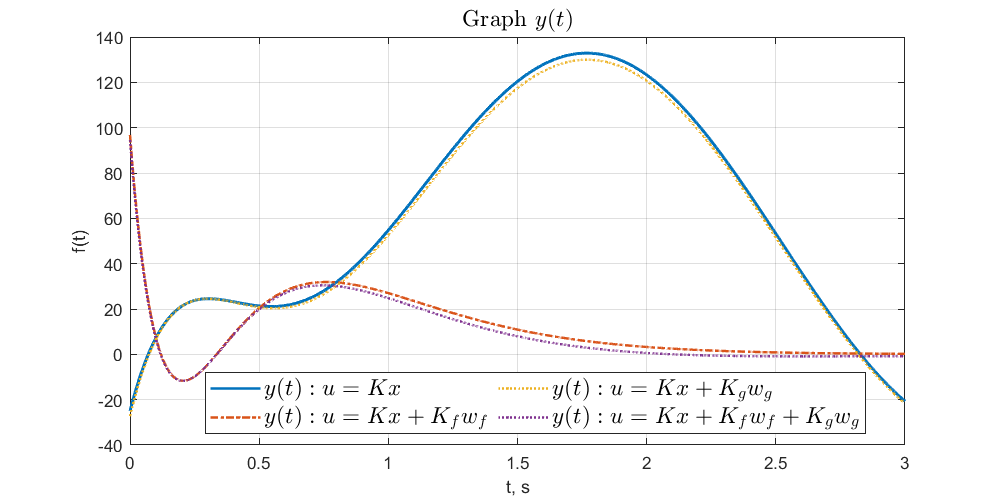 Graph y(t)
140
120
100
80
60
40
20
0
-20
-40
f(t)
y(t) : u = Kx
y(t) : u = Kx + K_g w_g
y(t) : u = Kx + K_f w_f
y(t) : u = Kx + K_f w_f + K_g w_g
0 0.5 1 1.5 2 2.5 3
t, s